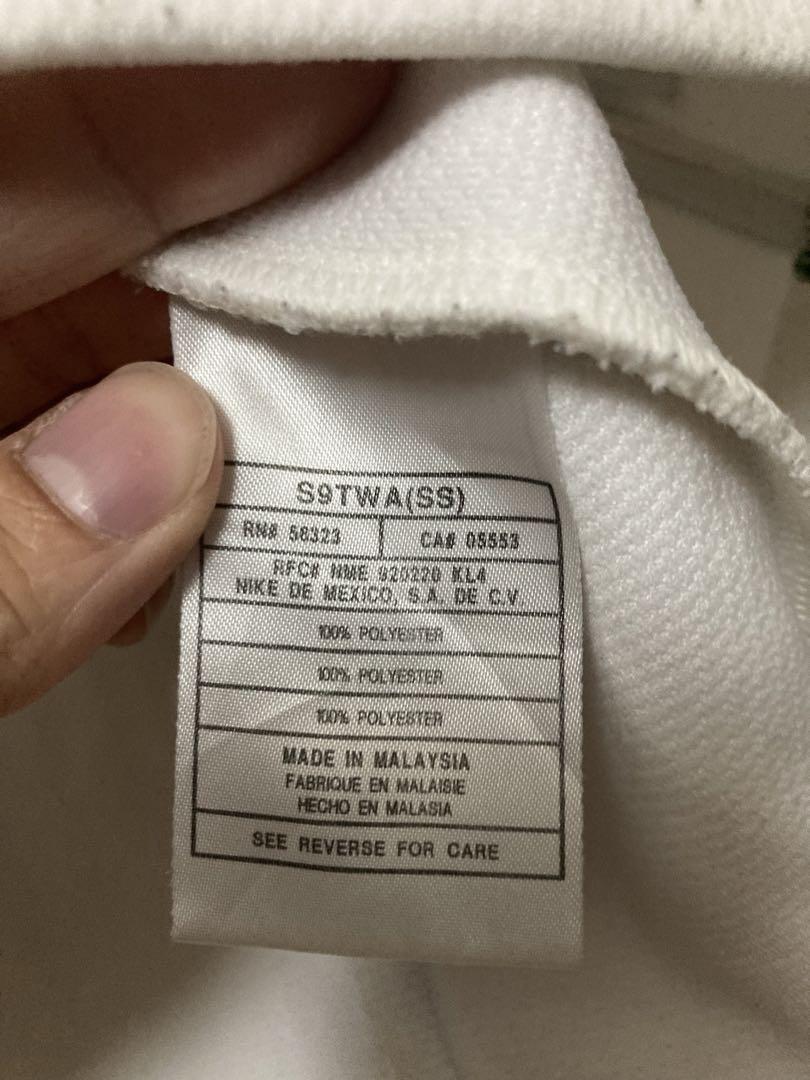 S9TWA(SS)
RN# 56323 CA# 05553
RFC# NME 920220 KL4
NIKE DE MEXICO, S.A. DE C.V.
100% POLYESTER
100% POLYESTER
100% POLYESTER
MADE IN MALAYSIA
FABRIQUE EN MALAISIE
HECHO EN MALASIA
SEE REVERSE FOR CARE